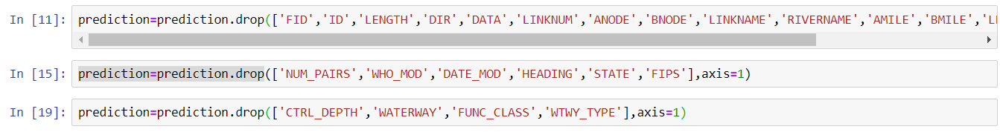 In [11]: prediction=prediction.drop(['FID','ID','LENGTH','DIR','DATA','LINKNUM','ANODE','BNODE','LINKNAME','RIVERNAME','AMILE','BMILE',
In [15]: prediction=prediction.drop(['NUM_PAIRS','WHO_MOD','DATE_MOD','HEADING','STATE','FIPS'],axis=1)
In [19]: prediction=prediction.drop(['CTRL_DEPTH','WATERWAY','FUNC_CLASS','WTWY_TYPE'],axis=1)